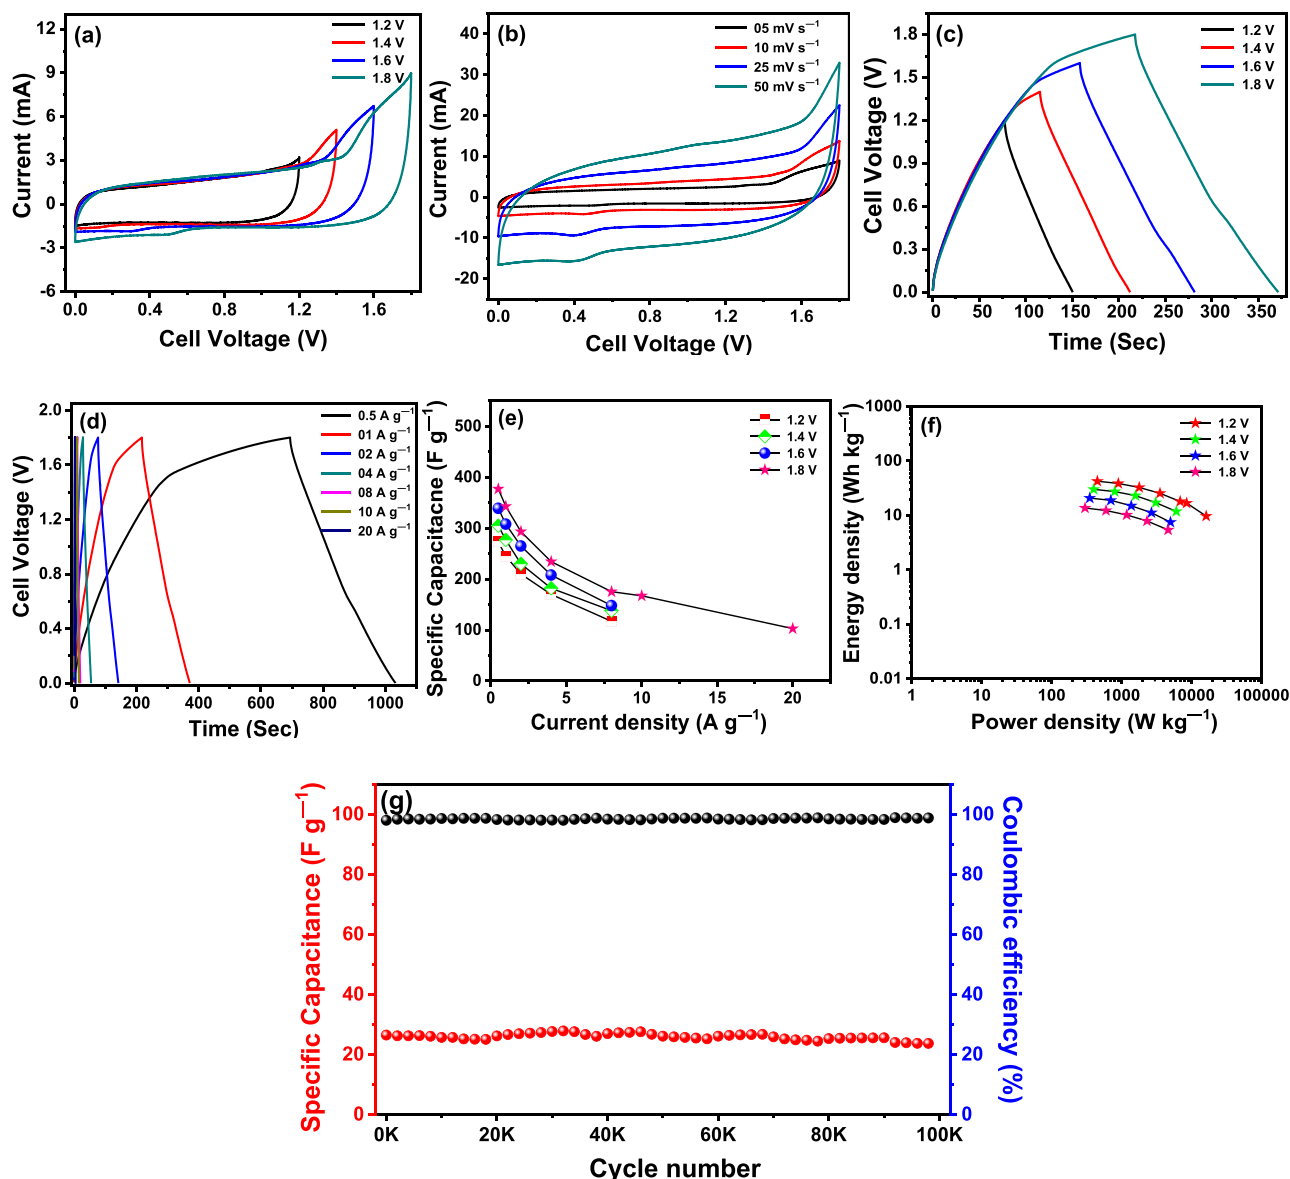 (a)
1.2 V
1.4 V
1.6 V
1.8 V
12
9
6
3
0
-3
-6
Current (mA)
0.0 0.4 0.8 1.2 1.6
Cell Voltage (V)
(b)
05 mV s⁻¹
10 mV s⁻¹
25 mV s⁻¹
50 mV s⁻¹
40
30
20
10
0
-10
-20
Current (mA)
0.0 0.4 0.8 1.2 1.6
Cell Voltage (V)
(c)
1.2 V
1.4 V
1.6 V
1.8 V
1.8
1.5
1.2
0.9
0.6
0.3
0.0
Cell Voltage (V)
0 50 100 150 200 250 300 350
Time (Sec)
(d)
0.5 A g⁻¹
01 A g⁻¹
02 A g⁻¹
04 A g⁻¹
08 A g⁻¹
10 A g⁻¹
20 A g⁻¹
2.0
1.6
1.2
0.8
0.4
0.0
Cell Voltage (V)
0 200 400 600 800 1000
Time (Sec)
(e)
1.2 V
1.4 V
1.6 V
1.8 V
500
400
300
200
100
0
Specific Capacitacne (F g⁻¹)
0 5 10 15 20
Current density (A g⁻¹)
(f)
1.2 V
1.4 V
1.6 V
1.8 V
1000
100
10
1
0.1
0.01
Energy density (Wh kg⁻¹)
1 10 100 1000 10000 100000
Power density (W kg⁻¹)
(g)
100
80
60
40
20
0
Specific Capacitance (F g⁻¹)
100
80
60
40
20
0
Coulombic efficiency (%)
0K 20K 40K 60K 80K 100K
Cycle number